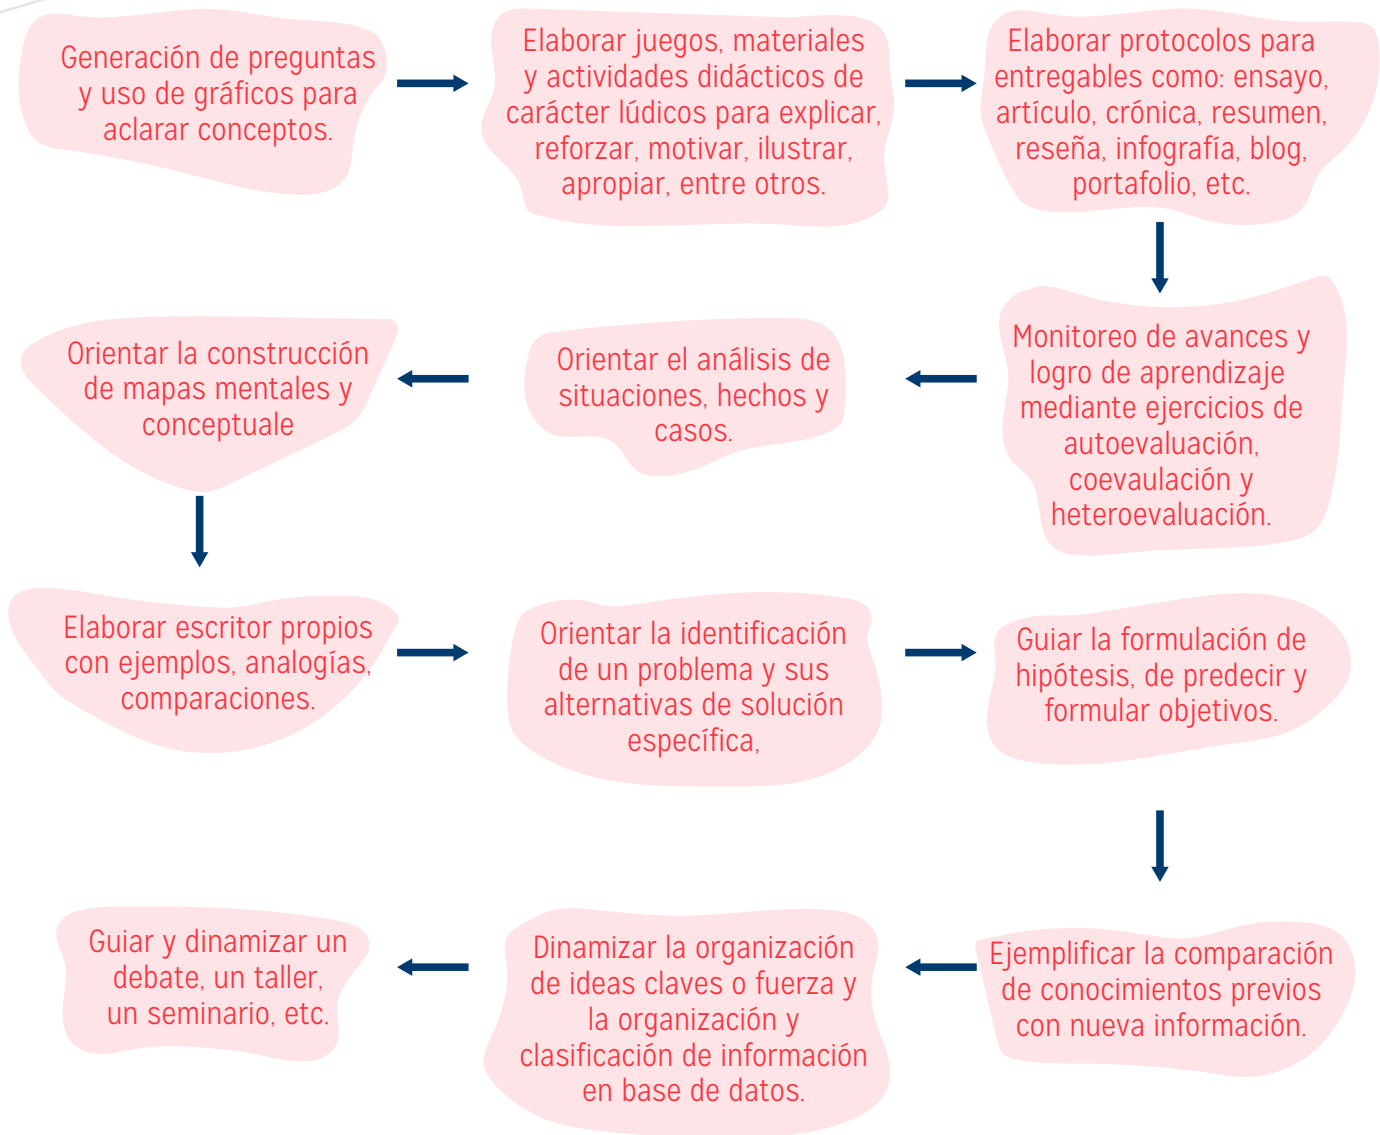 Generación de preguntas
y uso de gráficos para
aclarar conceptos.
Elaborar juegos, materiales
y actividades didácticos de
carácter lúdicos para explicar,
reforzar, motivar, ilustrar,
apropiar, entre otros.
Elaborar protocolos para
entregables como: ensayo,
artículo, crónica, resumen,
reseña, infografía, blog,
portafolio, etc.
Monitoreo de avances y
logro de aprendizaje
mediante ejercicios de
autoevaluación,
coevaulación y
heteroevaluación.
Orientar el análisis de
situaciones, hechos y
casos.
Orientar la construcción
de mapas mentales y
conceptuale
Elaborar escritor propios
con ejemplos, analogías,
comparaciones.
Orientar la identificación
de un problema y sus
alternativas de solución
específica,
Guiar la formulación de
hipótesis, de predecir y
formular objetivos.
Ejemplificar la comparación
de conocimientos previos
con nueva información.
Dinamizar la organización
de ideas claves o fuerza y
la organización y
clasificación de información
en base de datos.
Guiar y dinamizar un
debate, un taller,
un seminario, etc.